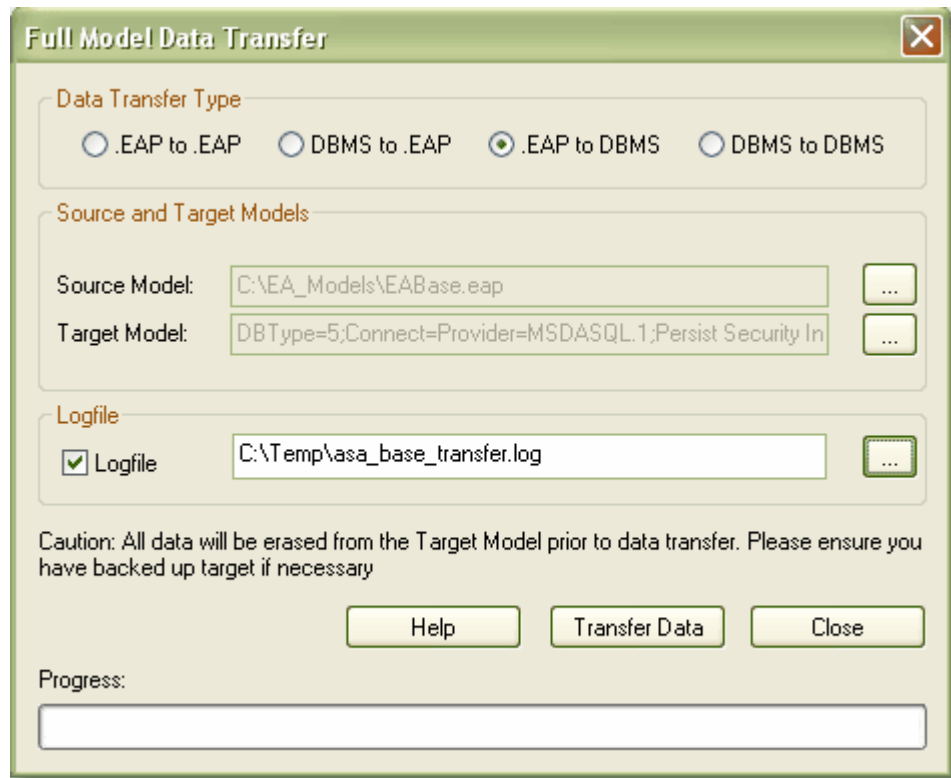 Full Model Data Transfer
Data Transfer Type
.EAP to .EAP
DBMS to .EAP
.EAP to DBMS
DBMS to DBMS
Source and Target Models
Source Model:
C:\EA_Models\EABase.eap
...
Target Model:
DBType=5;Connect=Provider=MSDASQL.1;Persist Security In
...
Logfile
Logfile
C:\Temp\asa_base_transfer.log
...
Caution: All data will be erased from the Target Model prior to data transfer. Please ensure you
have backed up target if necessary
Help
Transfer Data
Close
Progress: